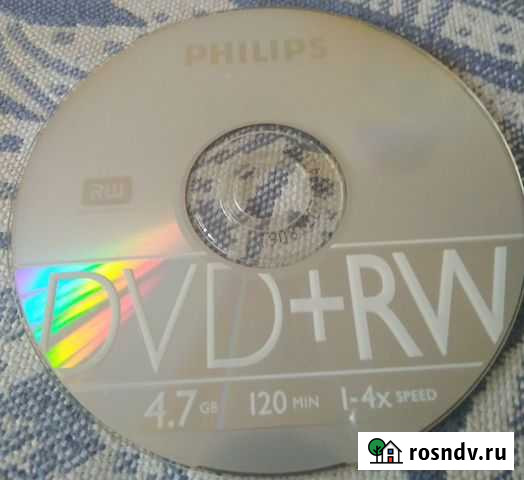 PHILIPS
RW
DVD+RW
4.7 GB 120 MIN 1-4x SPEED
rosndv.ru